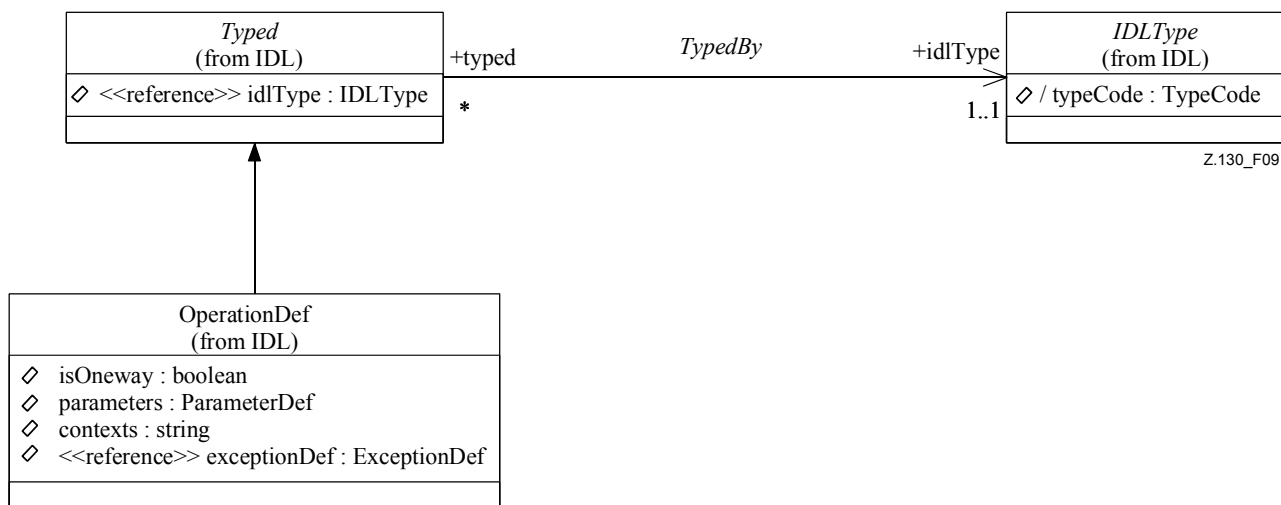 Typed
(from IDL)
<<reference>> idlType : IDLType
+typed
*
TypedBy
+idlType
1..1
IDLType
(from IDL)
/ typeCode : TypeCode
Z.130_F09
OperationDef
(from IDL)
isOneway : boolean
parameters : ParameterDef
contexts : string
<<reference>> exceptionDef : ExceptionDef